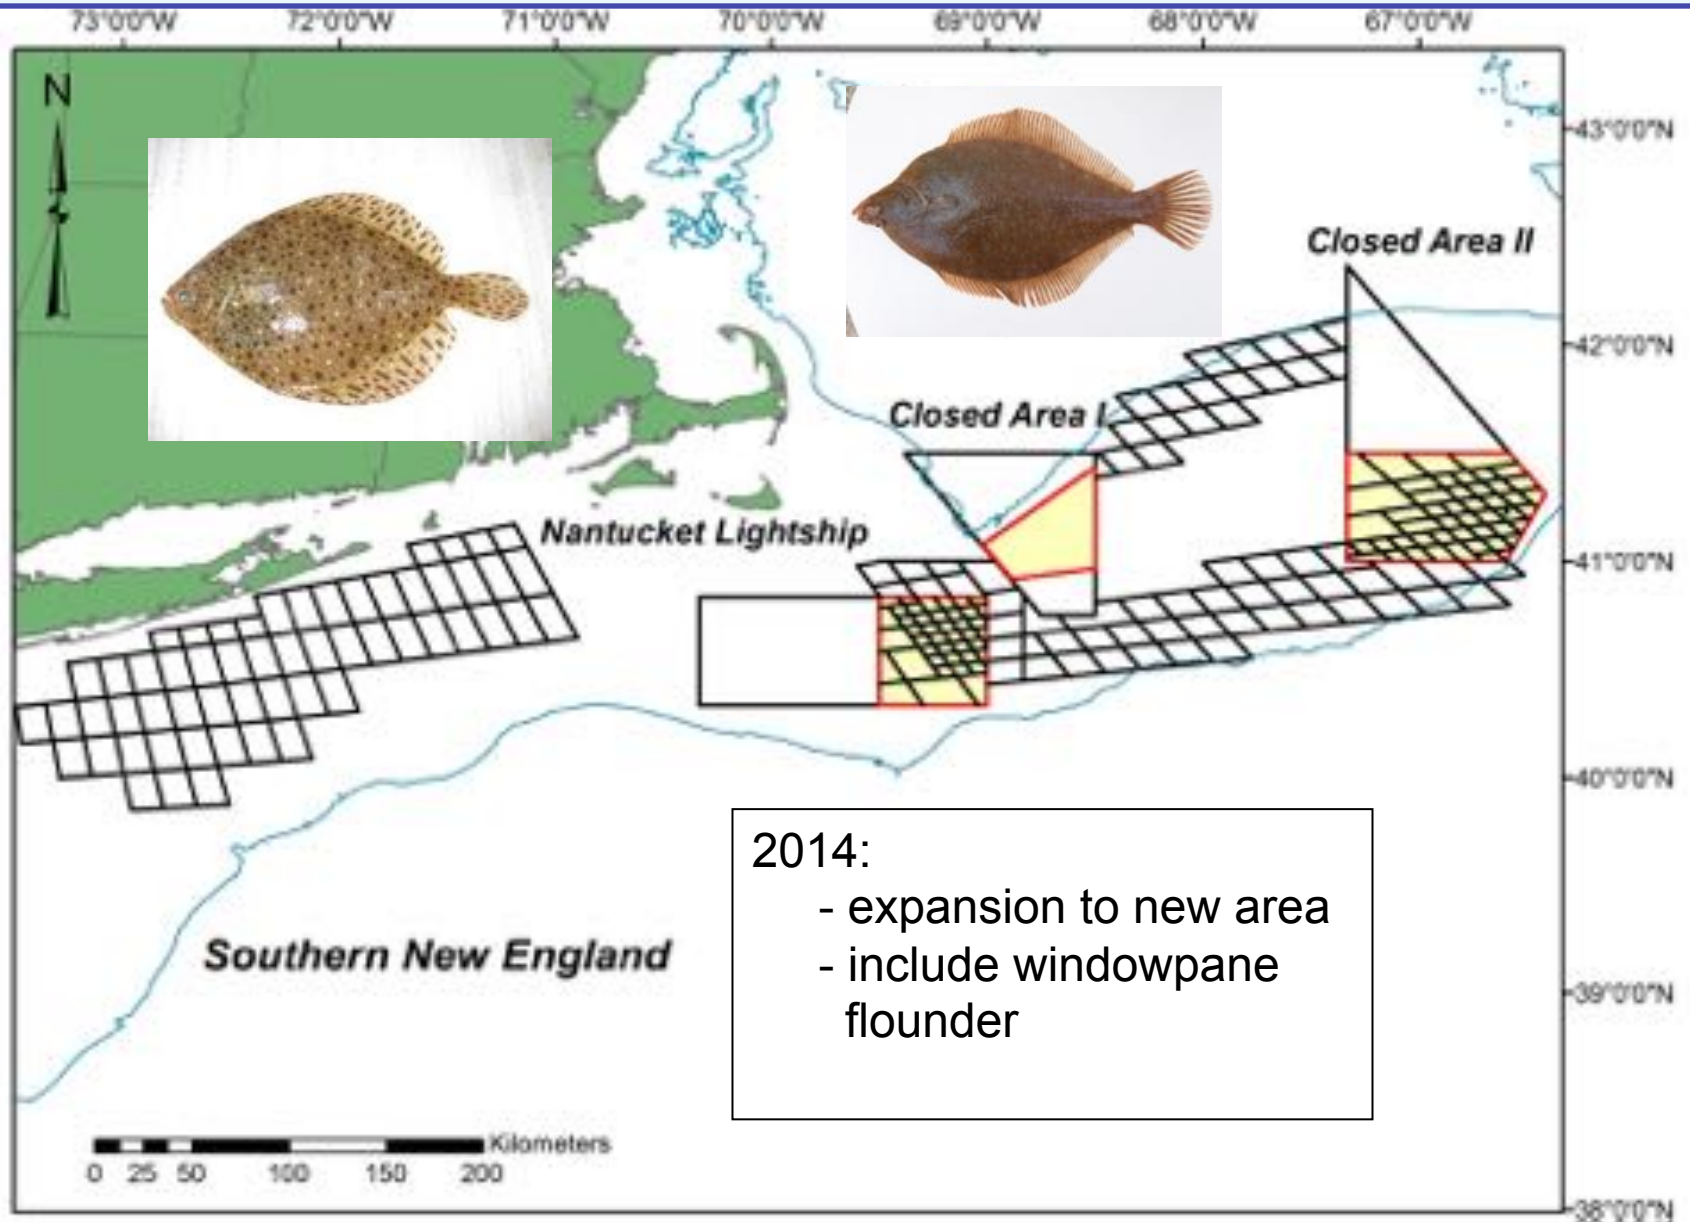 73°0'0"W 72°0'0"W 71°0'0"W 70°0'0"W 69°0'0"W 68°0'0"W 67°0'0"W
N
43°0'0"N
Closed Area II
42°0'0"N
Closed Area I
Nantucket Lightship
41°0'0"N
40°0'0"N
2014:
- expansion to new area
- include windowpane
flounder
Southern New England
39°0'0"N
Kilometers
0 25 50 100 150 200
38°0'0"N